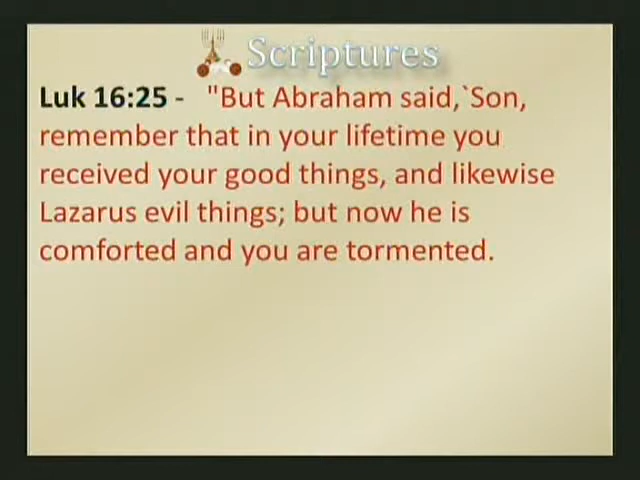 Scriptures
Luk 16:25 - "But Abraham said,`Son,
remember that in your lifetime you
received your good things, and likewise
Lazarus evil things; but now he is
comforted and you are tormented.